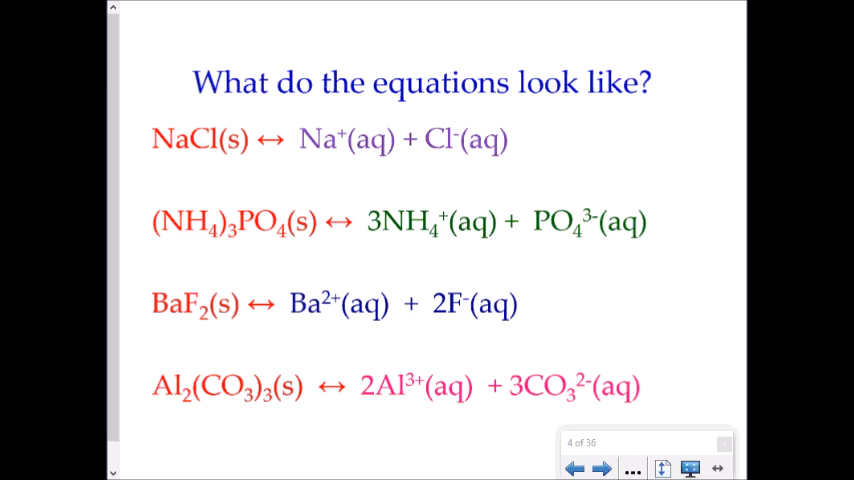 What do the equations look like?
NaCl(s) ↔ Na⁺(aq) + Cl⁻(aq)
(NH₄)₃PO₄(s) ↔ 3NH₄⁺(aq) + PO₄³⁻(aq)
BaF₂(s) ↔ Ba²⁺(aq) + 2F⁻(aq)
Al₂(CO₃)₃(s) ↔ 2Al³⁺(aq) + 3CO₃²⁻(aq)
4 of 36